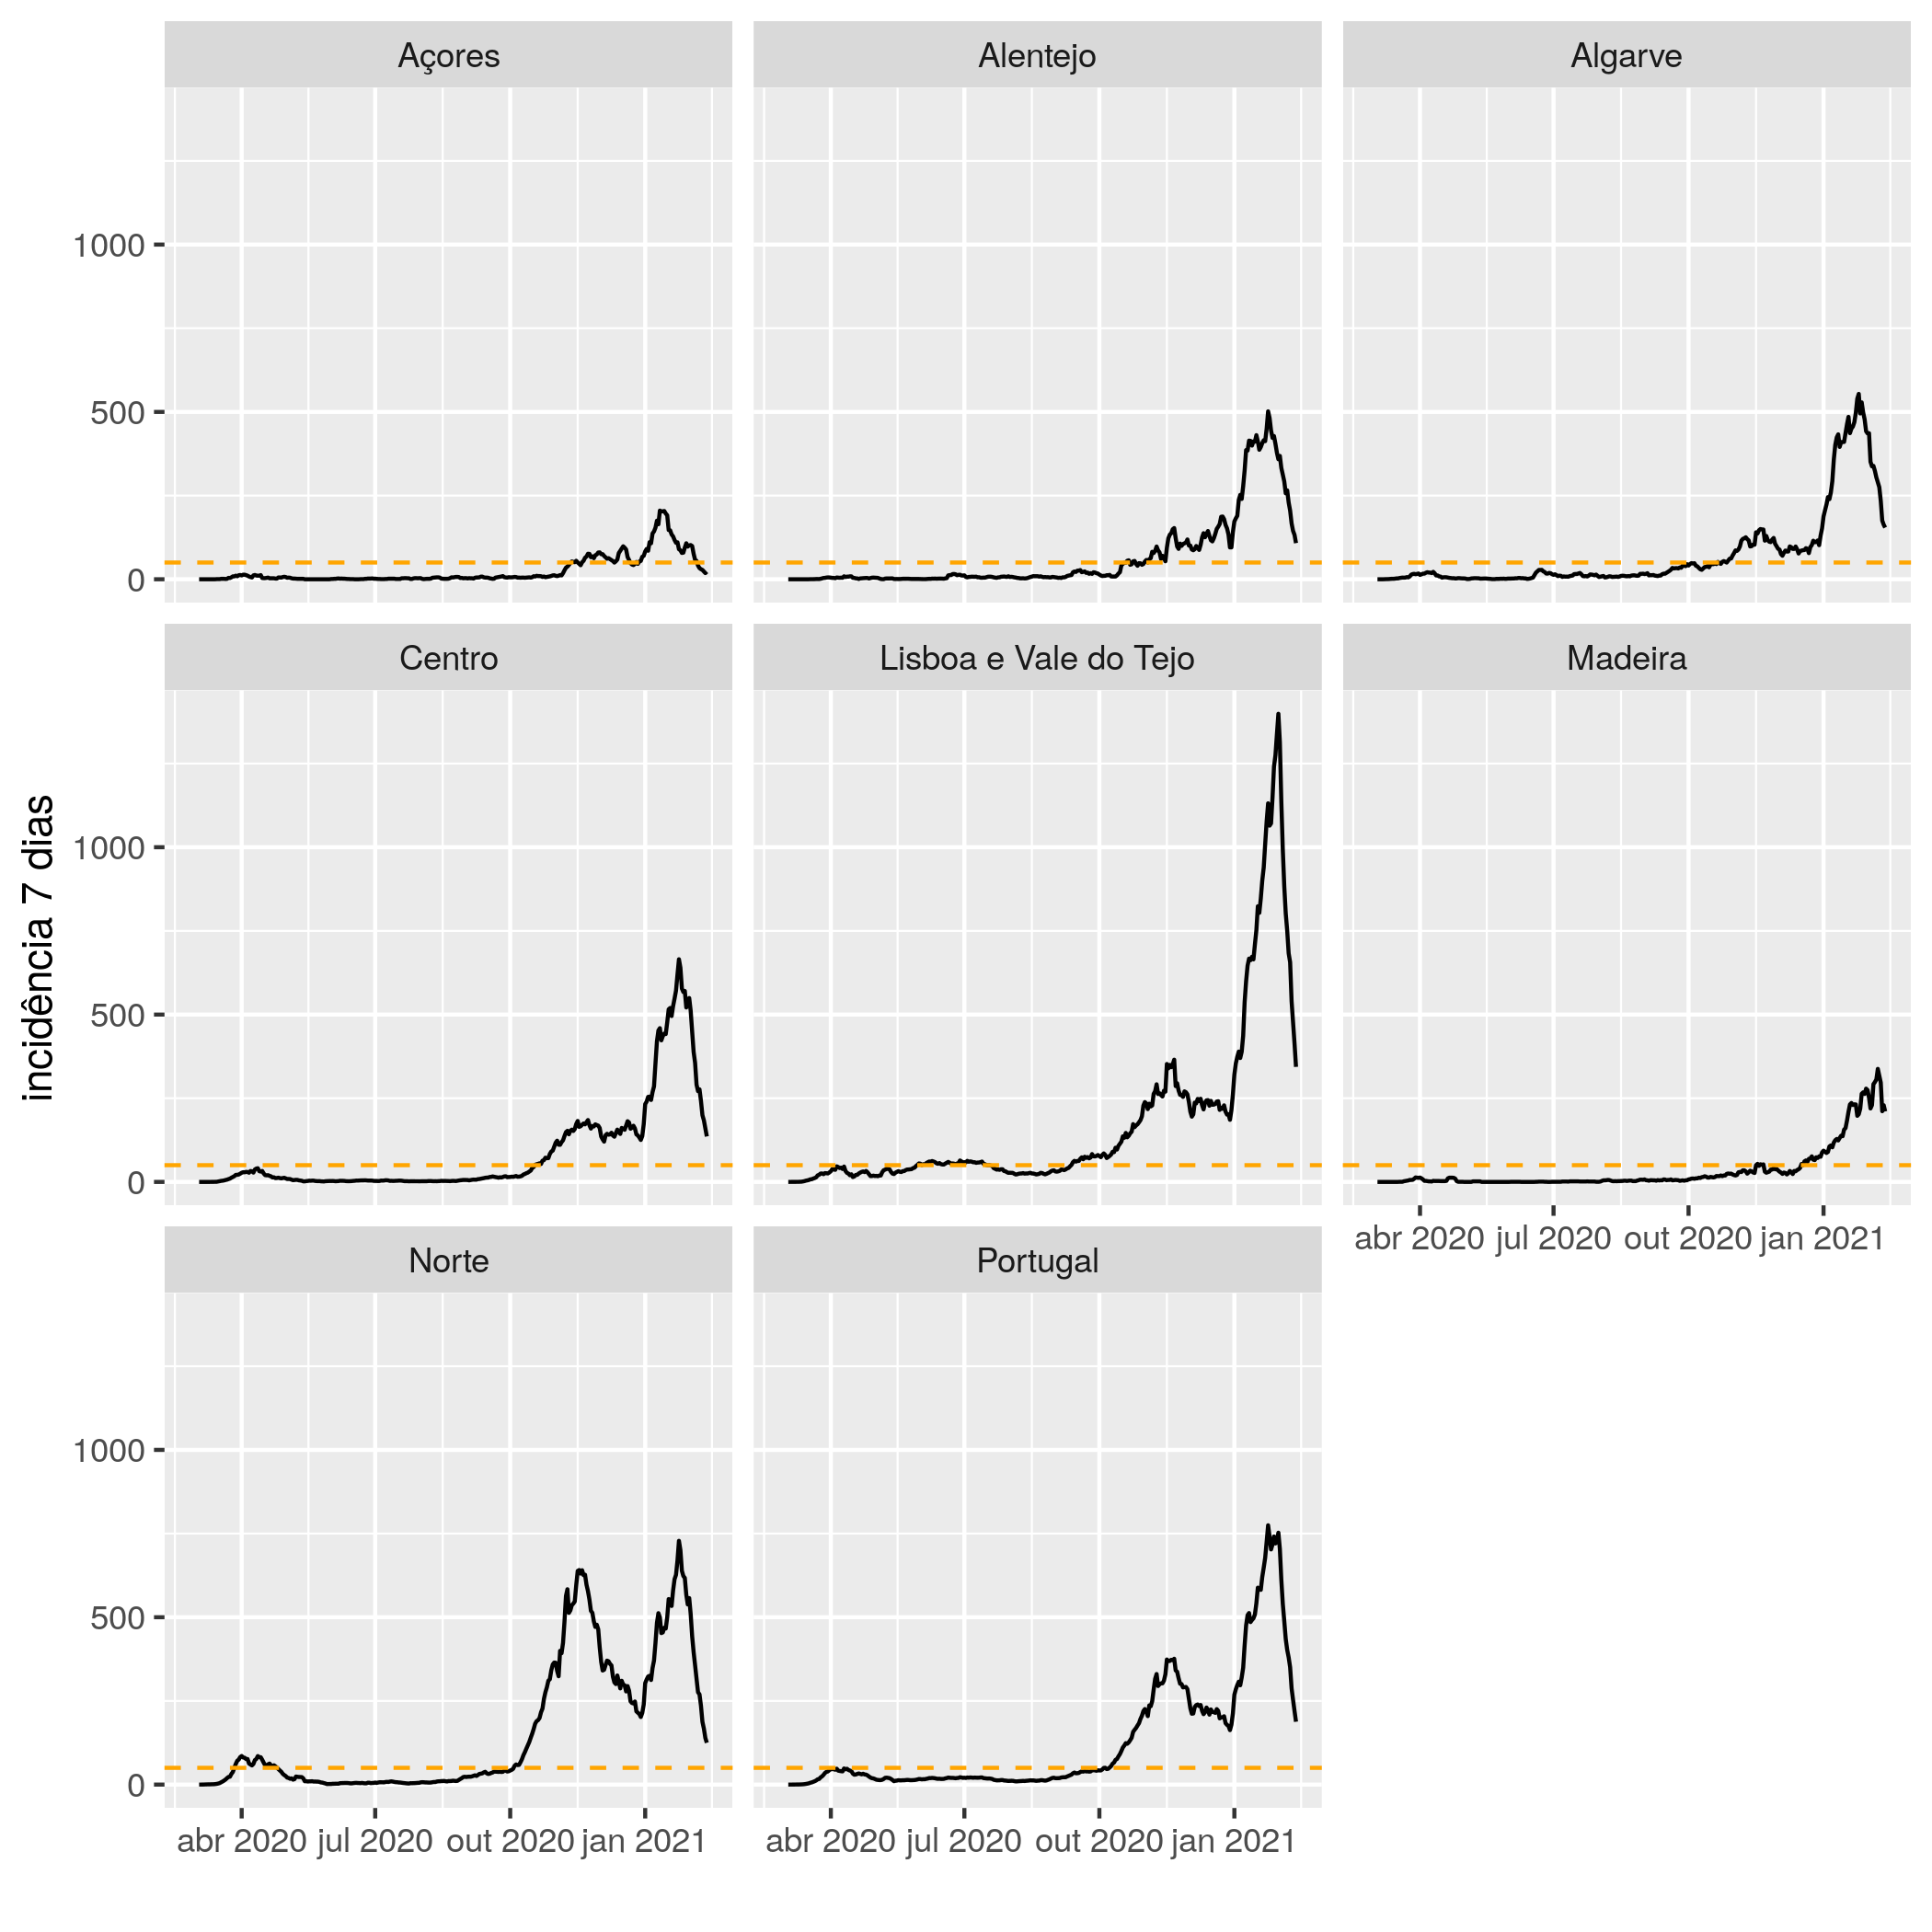 Açores
Alentejo
Algarve
1000
500
0
Centro
Lisboa e Vale do Tejo
Madeira
incidência 7 dias
1000
500
0
abr 2020 jul 2020 out 2020 jan 2021
Norte
Portugal
1000
500
0
abr 2020 jul 2020 out 2020 jan 2021
abr 2020 jul 2020 out 2020 jan 2021